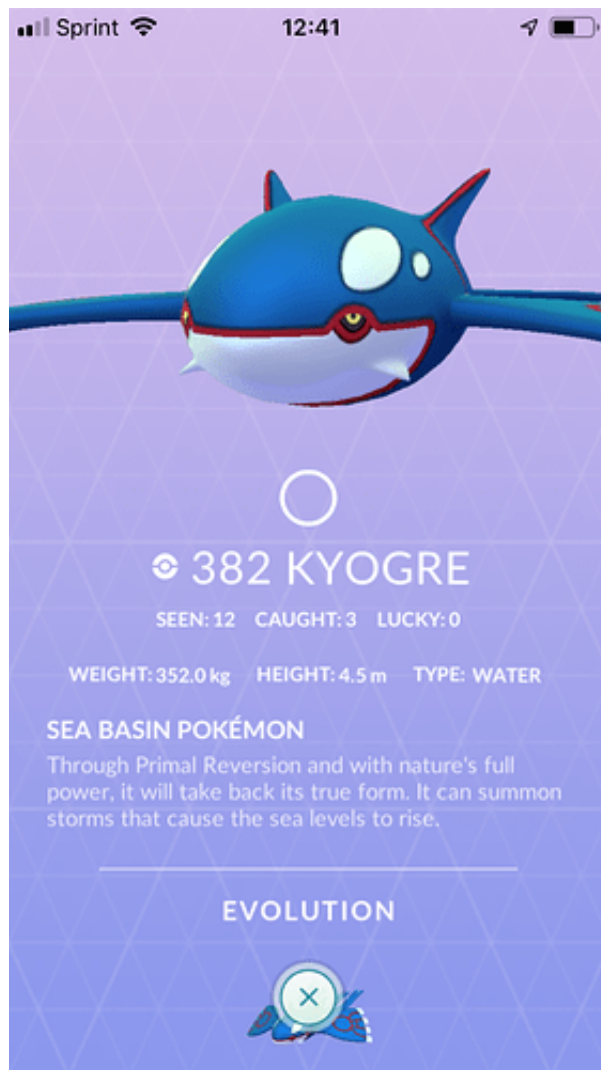 Sprint 12:41
382 KYOGRE
SEEN: 12 CAUGHT: 3 LUCKY: 0
WEIGHT: 352.0 kg HEIGHT: 4.5 m TYPE: WATER
SEA BASIN POKÉMON
Through Primal Reversion and with nature's full
power, it will take back its true form. It can summon
storms that cause the sea levels to rise.
EVOLUTION